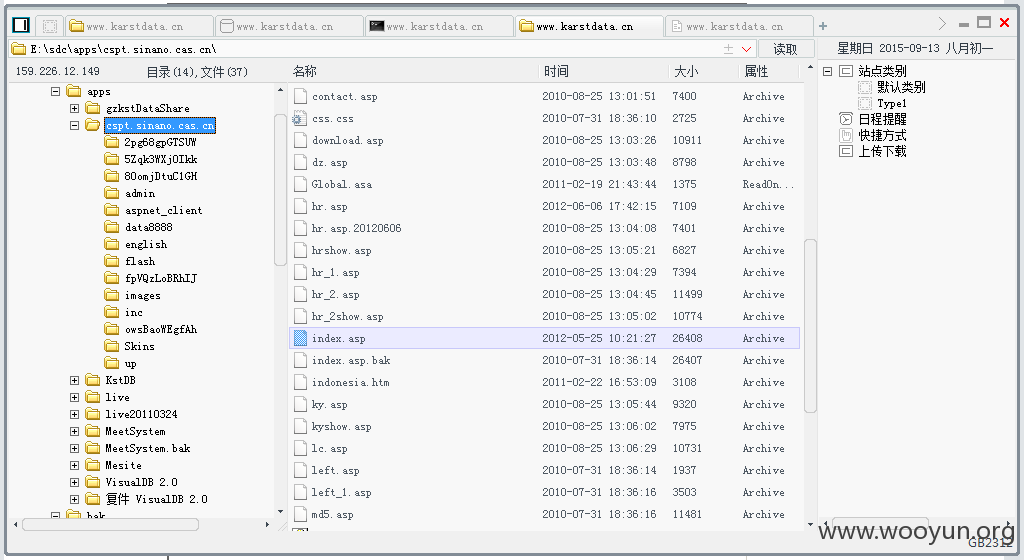 www.karstdata.cn www.karstdata.cn www.karstdata.cn www.karstdata.cn www.karstdata.cn
E:\sdc\apps\cspt.sinano.cas.cn\ 读取 星期日 2015-09-13 八月初一
159.226.12.149 目录(14),文件(37)
apps
gzkstDataShare
cspt.sinano.cas.cn
2pg68gpGTSUW
5Zqk3WXjOIkk
8OomjDtuC1GH
admin
aspnet_client
data8888
english
flash
fpVQzLoBRhIJ
images
inc
owsBaoWEgfAh
Skins
up
KstDB
live
live20110324
MeetSystem
MeetSystem.bak
Mesite
VisualDB 2.0
复件 VisualDB 2.0
bak
名称 时间 大小 属性
contact.asp 2010-08-25 13:01:51 7400 Archive
css.css 2010-07-31 18:36:10 2725 Archive
download.asp 2010-08-25 13:03:26 10911 Archive
dz.asp 2010-08-25 13:03:48 8798 Archive
Global.asa 2011-02-19 21:43:44 1375 ReadOn...
hr.asp 2012-06-06 17:42:15 7109 Archive
hr.asp.20120606 2010-08-25 13:04:08 7401 Archive
hrshow.asp 2010-08-25 13:05:21 6827 Archive
hr_1.asp 2010-08-25 13:04:29 7394 Archive
hr_2.asp 2010-08-25 13:04:45 11499 Archive
hr_2show.asp 2010-08-25 13:05:02 10774 Archive
index.asp 2012-05-25 10:21:27 26408 Archive
index.asp.bak 2010-07-31 18:36:14 26407 Archive
indonesia.htm 2011-02-22 16:53:09 3108 Archive
ky.asp 2010-08-25 13:05:44 9320 Archive
kyshow.asp 2010-08-25 13:06:02 7975 Archive
lc.asp 2010-08-25 13:06:29 10731 Archive
left.asp 2010-07-31 18:36:14 1937 Archive
left_1.asp 2010-07-31 18:36:16 3503 Archive
md5.asp 2010-07-31 18:36:16 11481 Archive
站点类别
默认类别
Type1
日程提醒
快捷方式
上传下载
www.wooyun.org
GB2312